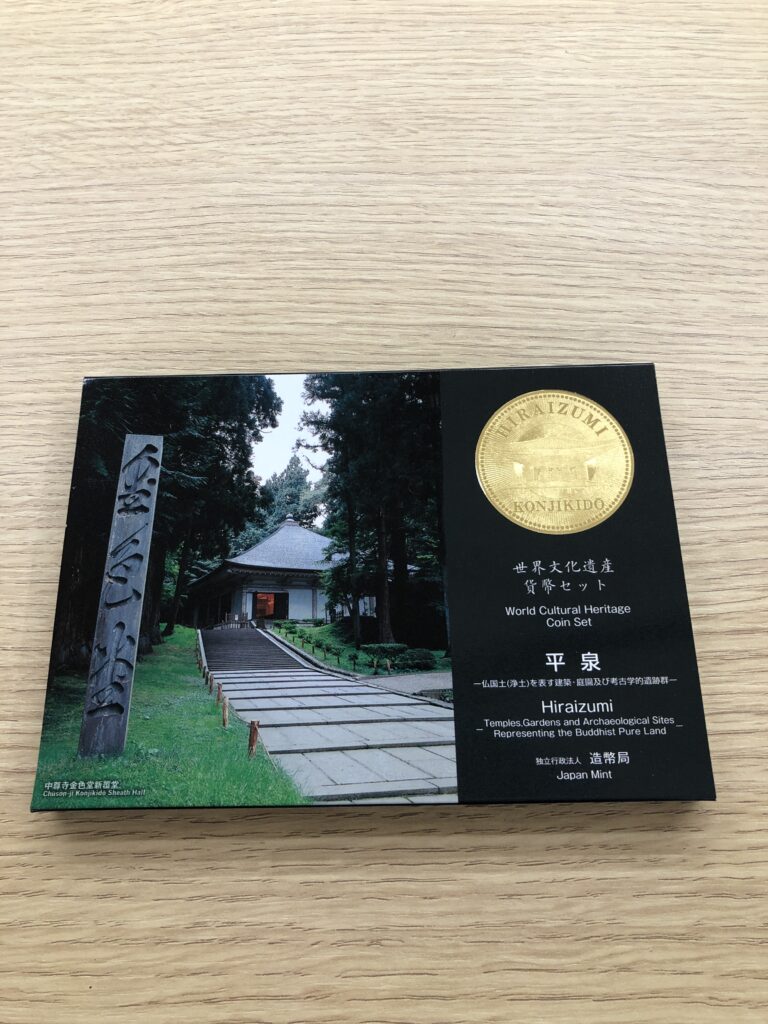 金色堂
中尊寺金色堂新覆堂
Chuson-ji Konjikido Sheath Hall
HIRAIZUMI
KONJIKIDO
世界文化遺産
貨幣セット
World Cultural Heritage
Coin Set
平泉
―仏国土(浄土)を表す建築・庭園及び考古学的遺跡群―
Hiraizumi
Temples,Gardens and Archaeological Sites
Representing the Buddhist Pure Land
独立行政法人 造幣局
Japan Mint